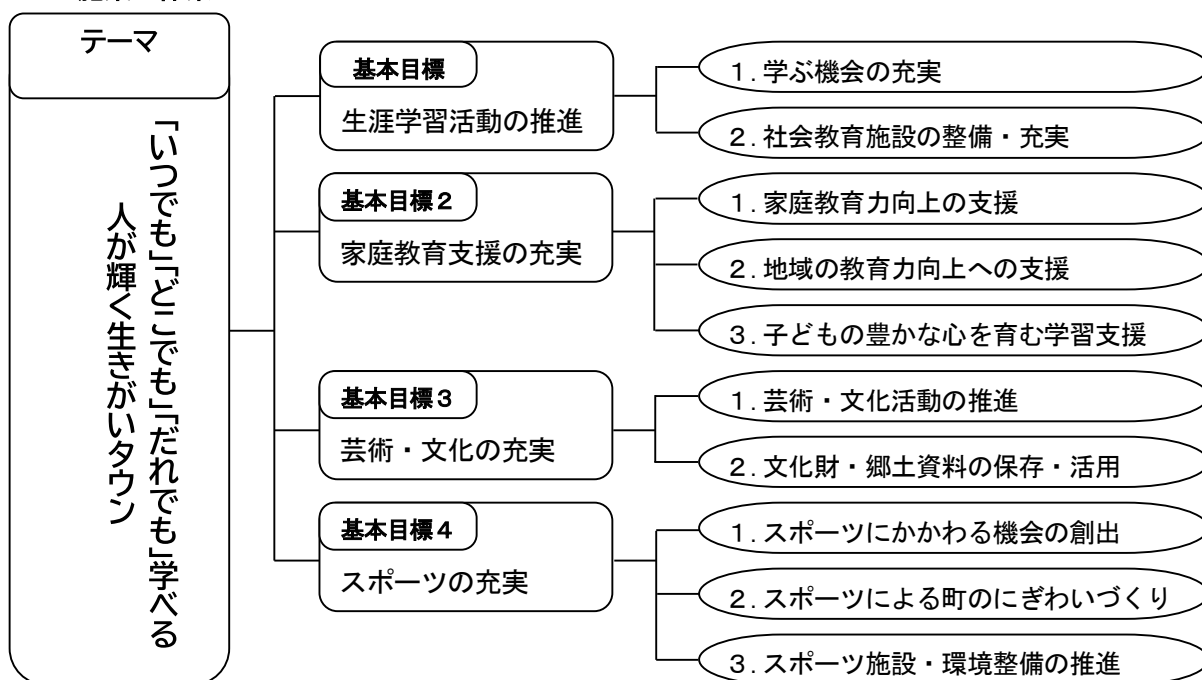 テーマ
「いつでも」「どこでも」「だれでも」学べる
人が輝く生きがいタウン
基本目標
生涯学習活動の推進
1.学ぶ機会の充実
2.社会教育施設の整備・充実
基本目標2
家庭教育支援の充実
1.家庭教育力向上の支援
2.地域の教育力向上への支援
3.子どもの豊かな心を育む学習支援
基本目標3
芸術・文化の充実
1.芸術・文化活動の推進
2.文化財・郷土資料の保存・活用
基本目標4
スポーツの充実
1.スポーツにかかわる機会の創出
2.スポーツによる町のにぎわいづくり
3.スポーツ施設・環境整備の推進